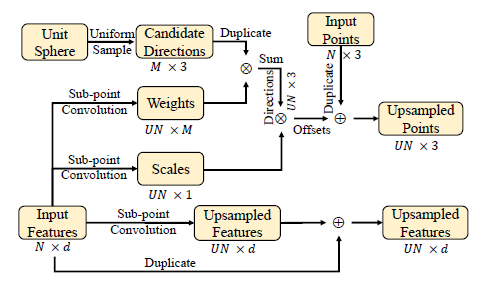 Unit
Sphere
Uniform
Sample
Candidate
Directions
M × 3
Duplicate
Input
Points
N × 3
Sum
Directions
UN × 3
Duplicate
Sub-point
Convolution
Weights
UN × M
⊗
⊗
Offsets
⊕
Upsampled
Points
UN × 3
Sub-point
Convolution
Scales
UN × 1
Input
Features
N × d
Sub-point
Convolution
Upsampled
Features
UN × d
⊕
Upsampled
Features
UN × d
Duplicate